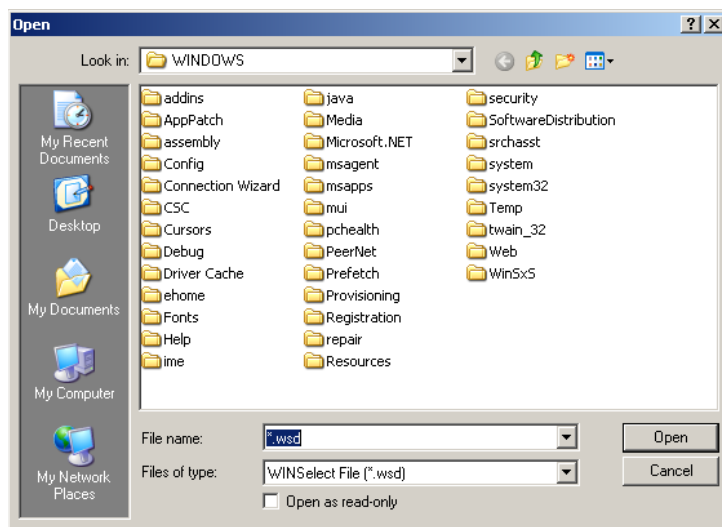 Open
Look in: WINDOWS
My Recent
Documents
Desktop
My Documents
My Computer
My Network
Places
addins
AppPatch
assembly
Config
Connection Wizard
CSC
Cursors
Debug
Driver Cache
ehome
Fonts
Help
ime
java
Media
Microsoft.NET
msagent
msapps
mui
pchealth
PeerNet
Prefetch
Provisioning
Registration
repair
Resources
security
SoftwareDistribution
srchasst
system
system32
Temp
twain_32
Web
WinSxS
File name: *.wsd Open
Files of type: WINSelect File (*.wsd) Cancel
Open as read-only